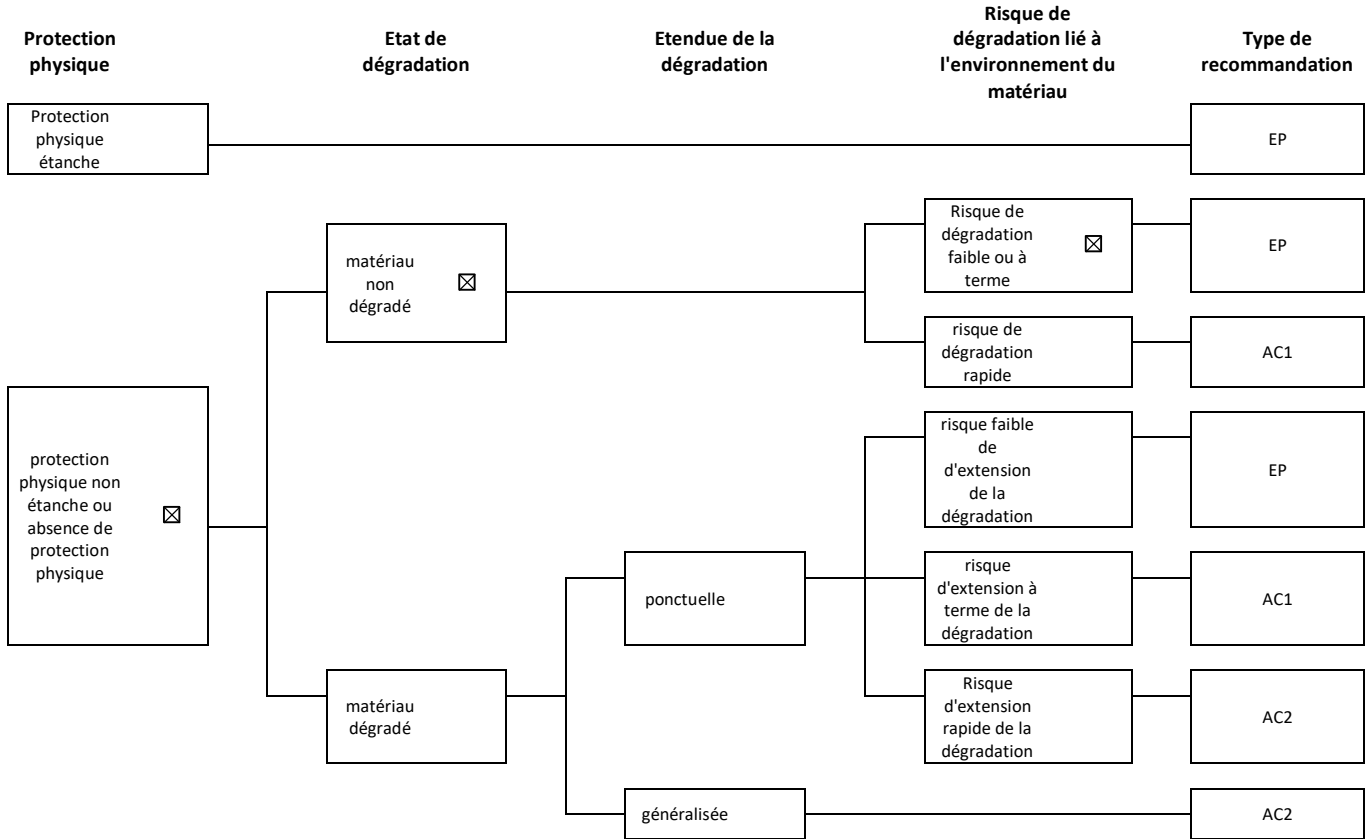 Protection
physique
Etat de
dégradation
Etendue de la
dégradation
Risque de
dégradation lié à
l'environnement du
matériau
Type de
recommandation
Protection
physique
étanche
EP
Risque de
dégradation
faible ou à
terme
☒
EP
matériau
non
dégradé
☒
risque de
dégradation
rapide
AC1
protection
physique non
étanche ou
absence de
protection
physique
☒
risque faible
de
d'extension
de la
dégradation
EP
ponctuelle
risque
d'extension à
terme de la
dégradation
AC1
matériau
dégradé
Risque
d'extension
rapide de la
dégradation
AC2
généralisée
AC2